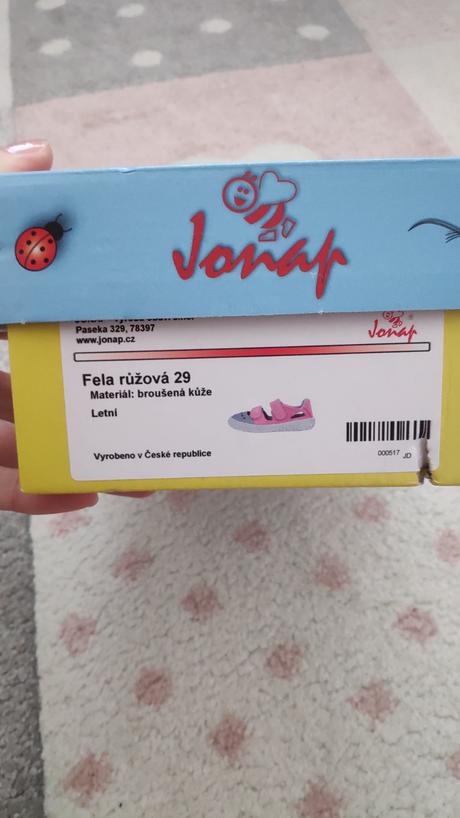 Jonap
Paseka 329, 78397
www.jonap.cz
Jonap
Fela růžová 29
Materiál: broušená kůže
Letní
Vyrobeno v České republice
000517 JD